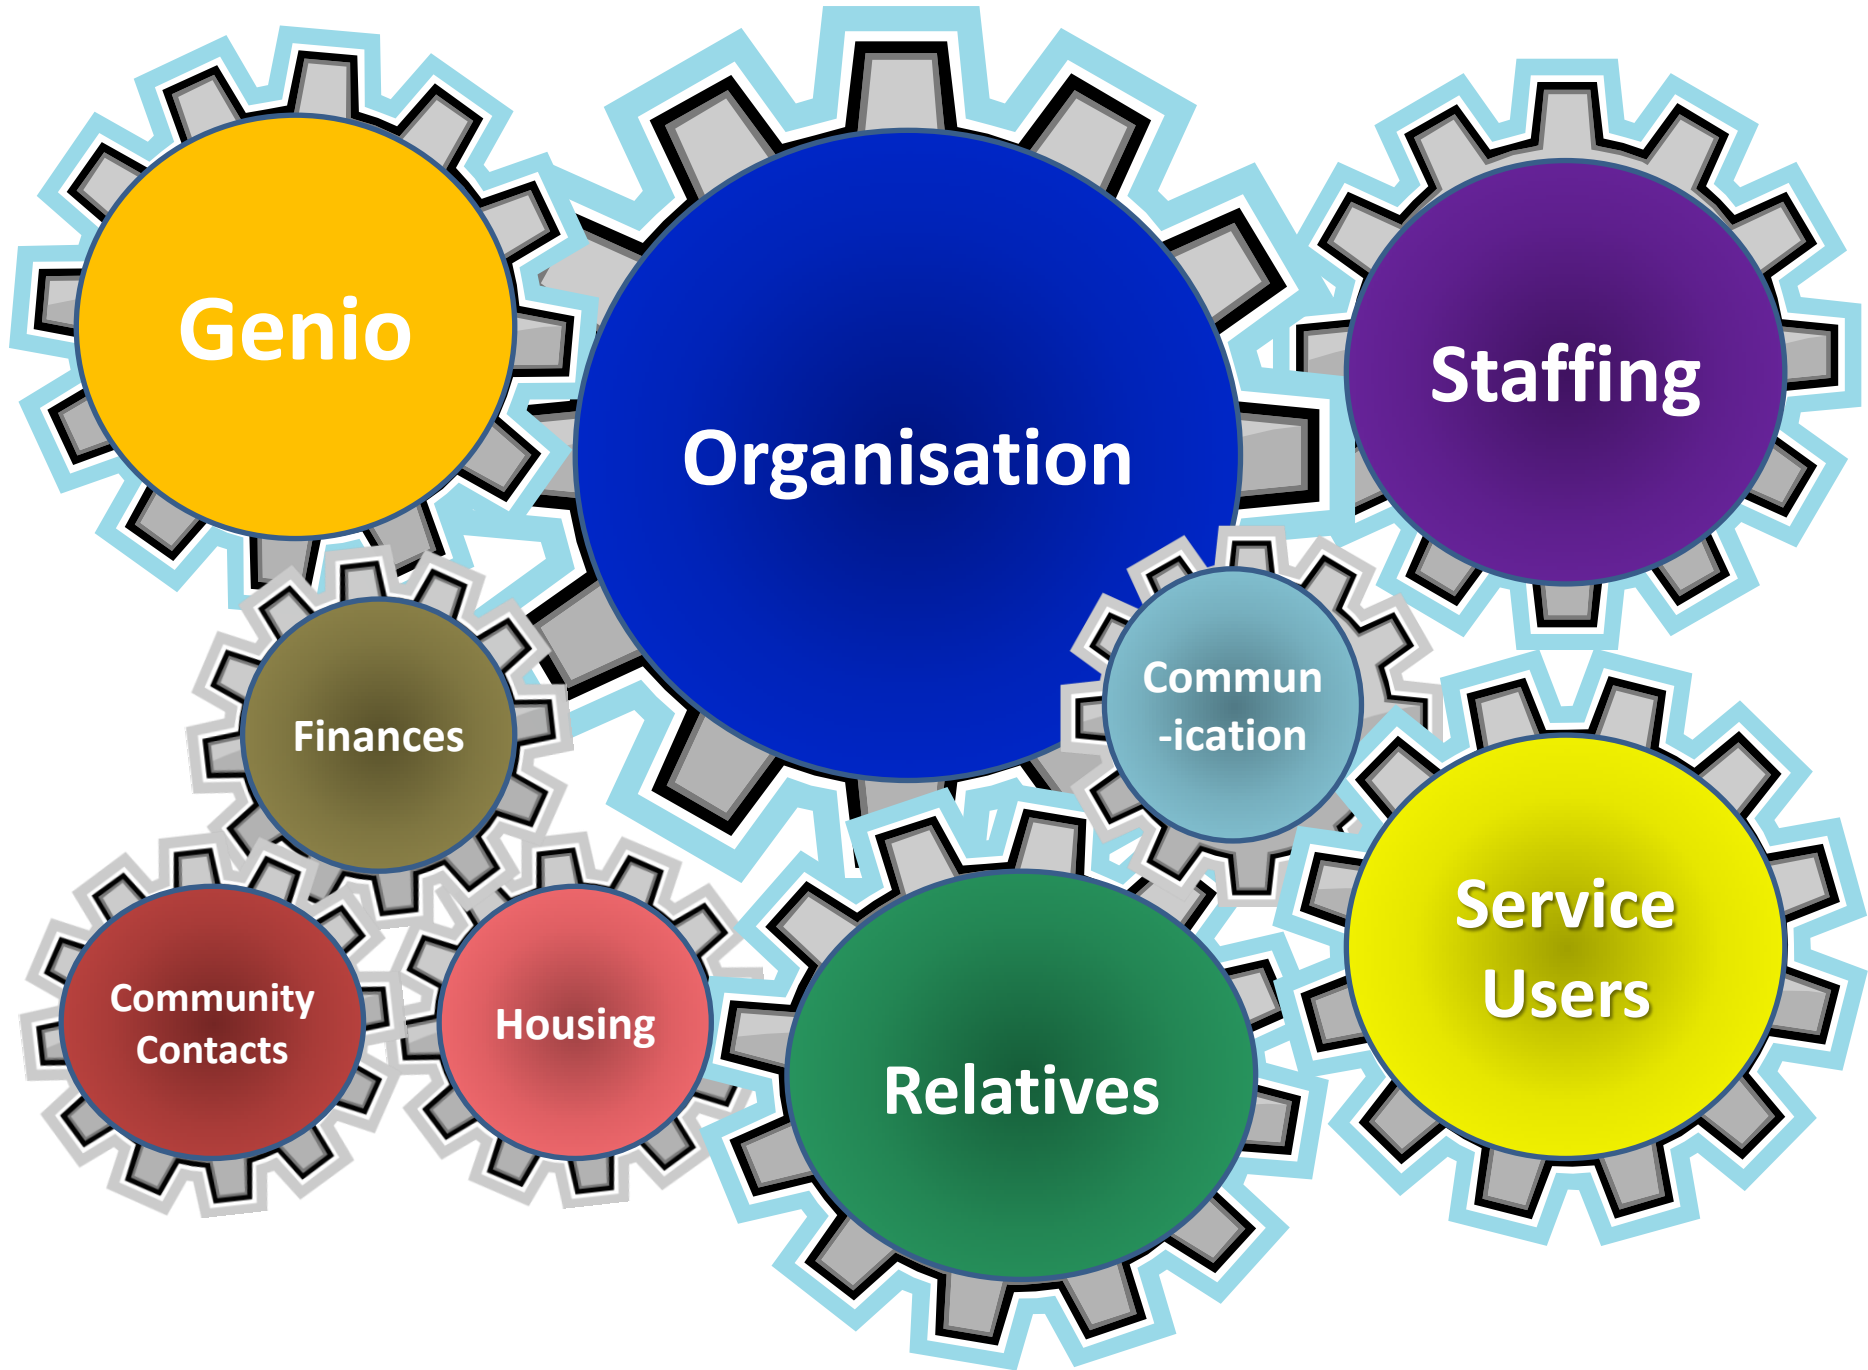 Genio
Organisation
Staffing
Commun
-ication
Finances
Service
Users
Community
Contacts
Housing
Relatives